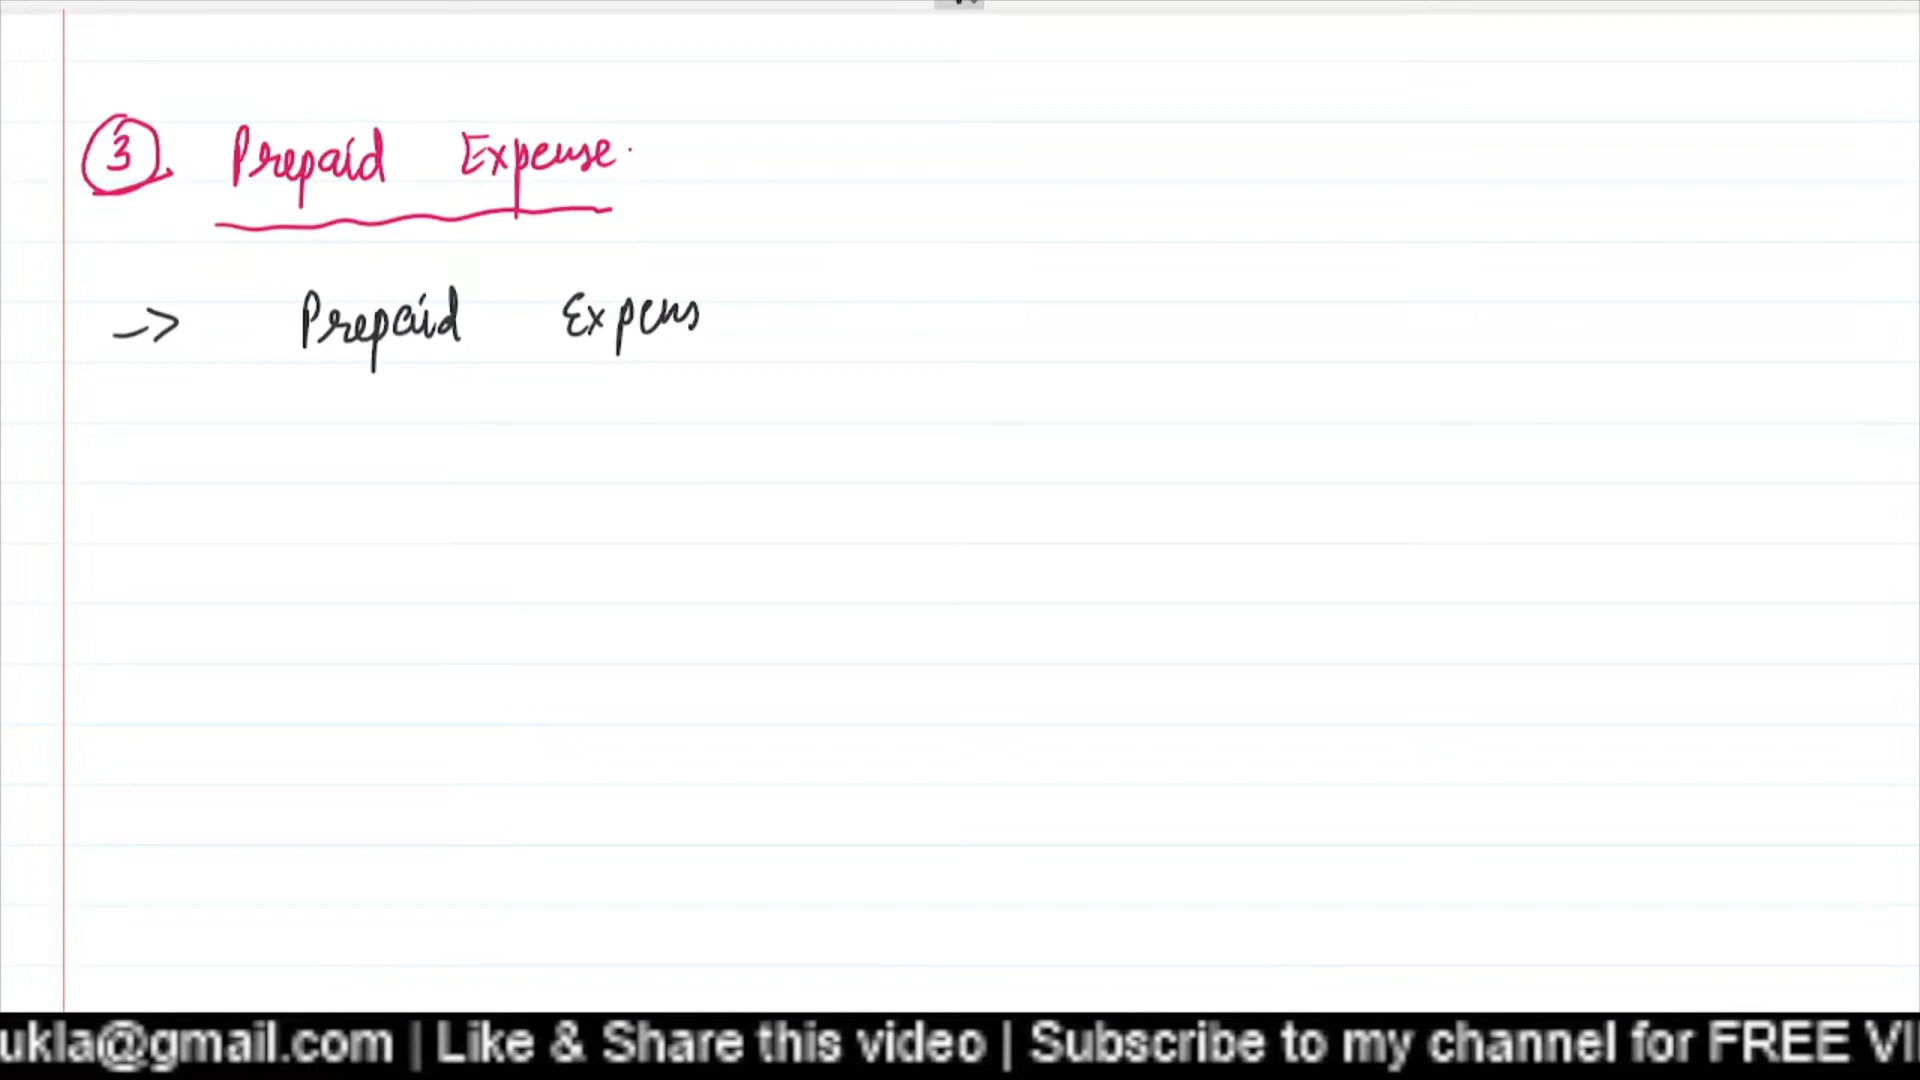 3. Prepaid Expense.
-> Prepaid Expens
ukla@gmail.com | Like & Share this video | Subscribe to my channel for FREE VI